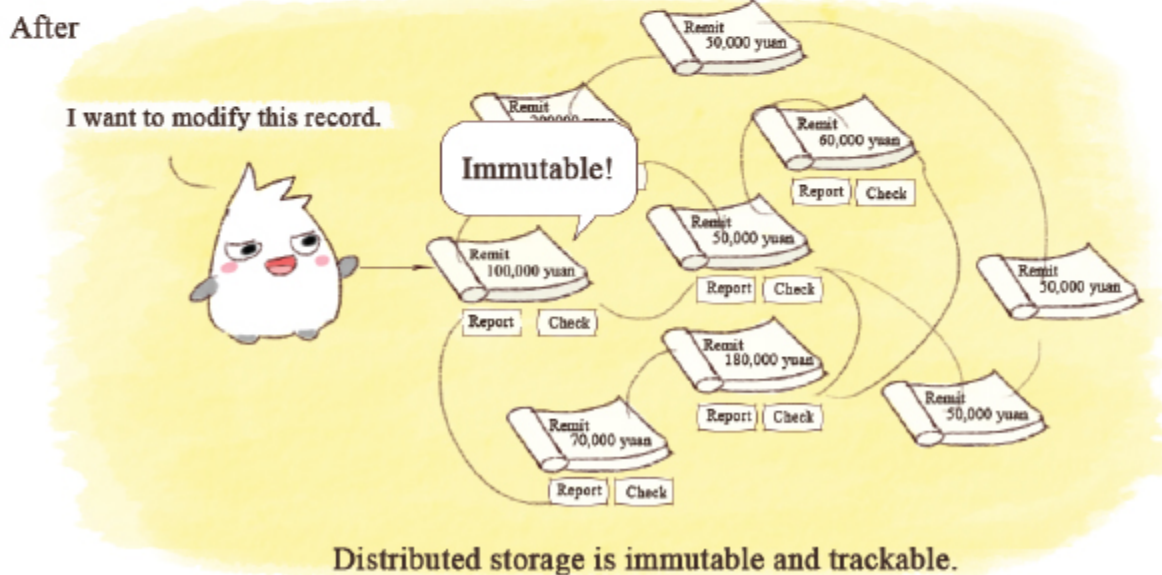 After
I want to modify this record.
Immutable!
Remit
50,000 yuan
Remit
yuan
Remit
60,000 yuan
Report Check
Remit
50,000 yuan
Report Check
Remit
100,000 yuan
Report Check
Remit
50,000 yuan
Remit
180,000 yuan
Report Check
Remit
50,000 yuan
Remit
70,000 yuan
Report Check
Distributed storage is immutable and trackable.